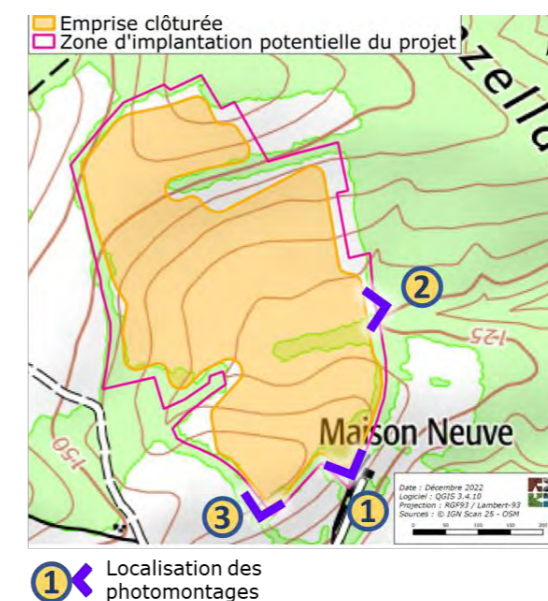 Emprise clôturée
Zone d'implantation potentielle du projet
zella
2
125
Maison Neuve
150
3
1
Date : Décembre 2022
Logiciel : QGIS 3.4.10
Projection : RGF93 / Lambert-93
Sources : © IGN Scan 25 - OSM
1 Localisation des
photomontages